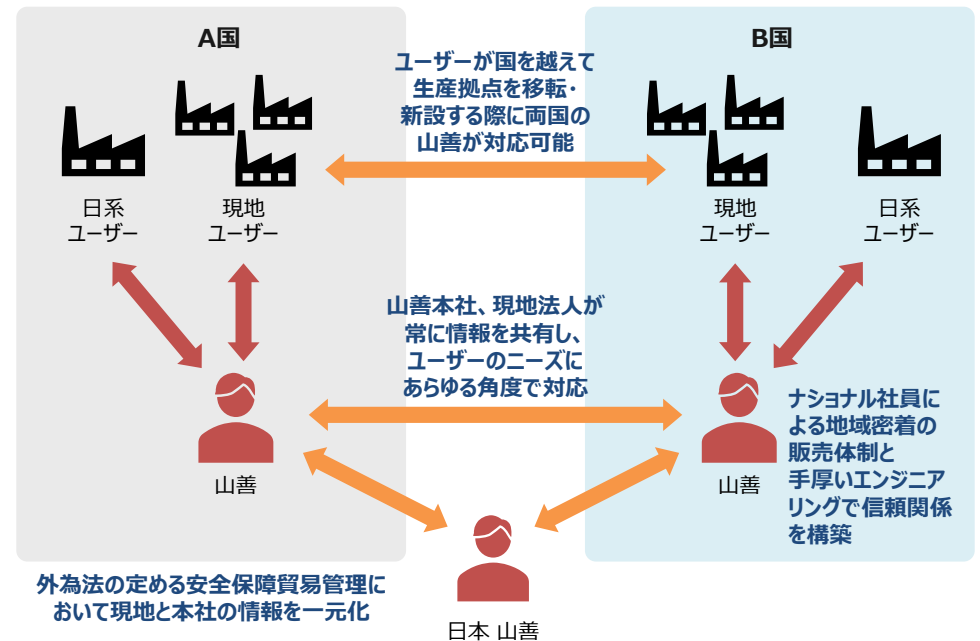 A国
B国
ユーザーが国を越えて
生産拠点を移転・
新設する際に両国の
山善が対応可能
日系
ユーザー
現地
ユーザー
現地
ユーザー
日系
ユーザー
山善本社、現地法人が
常に情報を共有し、
ユーザーのニーズに
あらゆる角度で対応
山善
山善
ナショナル社員に
よる地域密着の
販売体制と
手厚いエンジニア
リングで信頼関係
を構築
外為法の定める安全保障貿易管理に
おいて現地と本社の情報を一元化
日本 山善